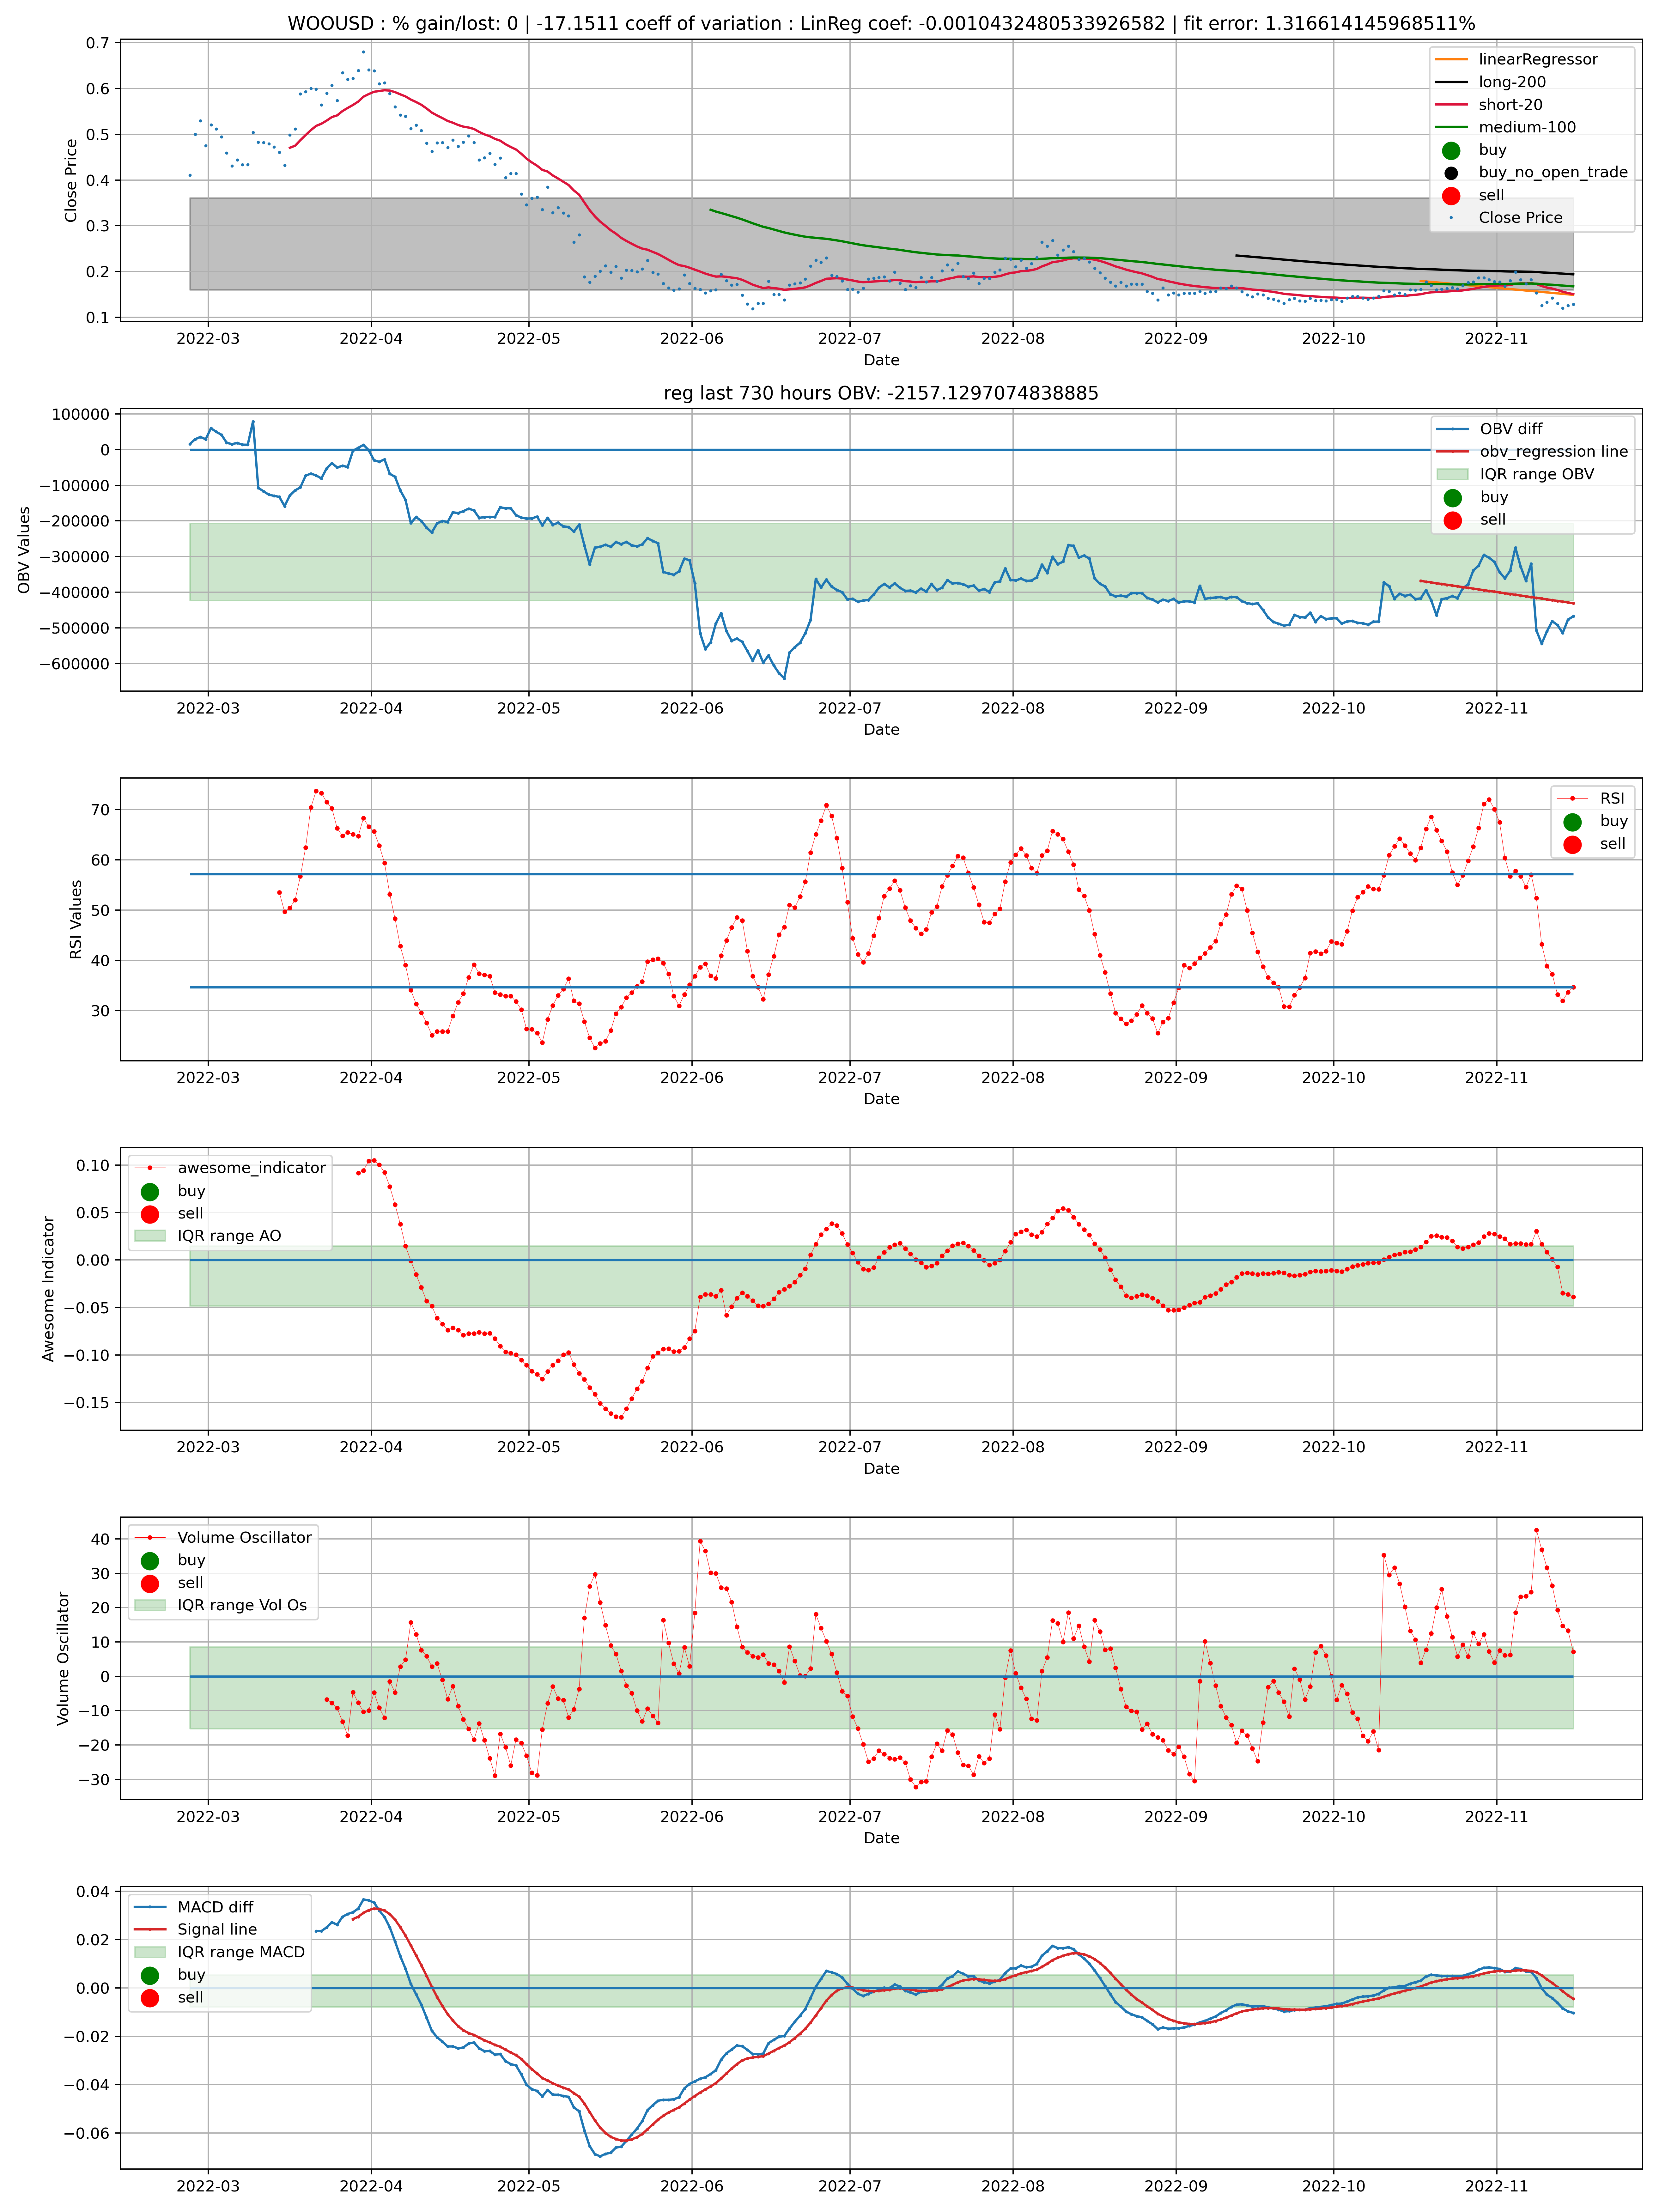 WOOUSD : % gain/lost: 0 | -17.1511 coeff of variation : LinReg coef: -0.0010432480533926582 | fit error: 1.316614145968511%
0.7
0.6
0.5
0.4
0.3
0.2
0.1
Close Price
linearRegressor
long-200
short-20
medium-100
buy
buy_no_open_trade
sell
Close Price
2022-03 2022-04 2022-05 2022-06 2022-07 2022-08 2022-09 2022-10 2022-11
Date
reg last 730 hours OBV: -2157.1297074838885
100000
0
−100000
−200000
−300000
−400000
−500000
−600000
OBV Values
OBV diff
obv_regression line
IQR range OBV
buy
sell
2022-03 2022-04 2022-05 2022-06 2022-07 2022-08 2022-09 2022-10 2022-11
Date
70
60
50
40
30
RSI Values
RSI
buy
sell
2022-03 2022-04 2022-05 2022-06 2022-07 2022-08 2022-09 2022-10 2022-11
Date
0.10
0.05
0.00
−0.05
−0.10
−0.15
Awesome Indicator
awesome_indicator
buy
sell
IQR range AO
2022-03 2022-04 2022-05 2022-06 2022-07 2022-08 2022-09 2022-10 2022-11
Date
40
30
20
10
0
−10
−20
−30
Volume Oscillator
Volume Oscillator
buy
sell
IQR range Vol Os
2022-03 2022-04 2022-05 2022-06 2022-07 2022-08 2022-09 2022-10 2022-11
Date
0.04
0.02
0.00
−0.02
−0.04
−0.06
MACD diff
Signal line
IQR range MACD
buy
sell
2022-03 2022-04 2022-05 2022-06 2022-07 2022-08 2022-09 2022-10 2022-11